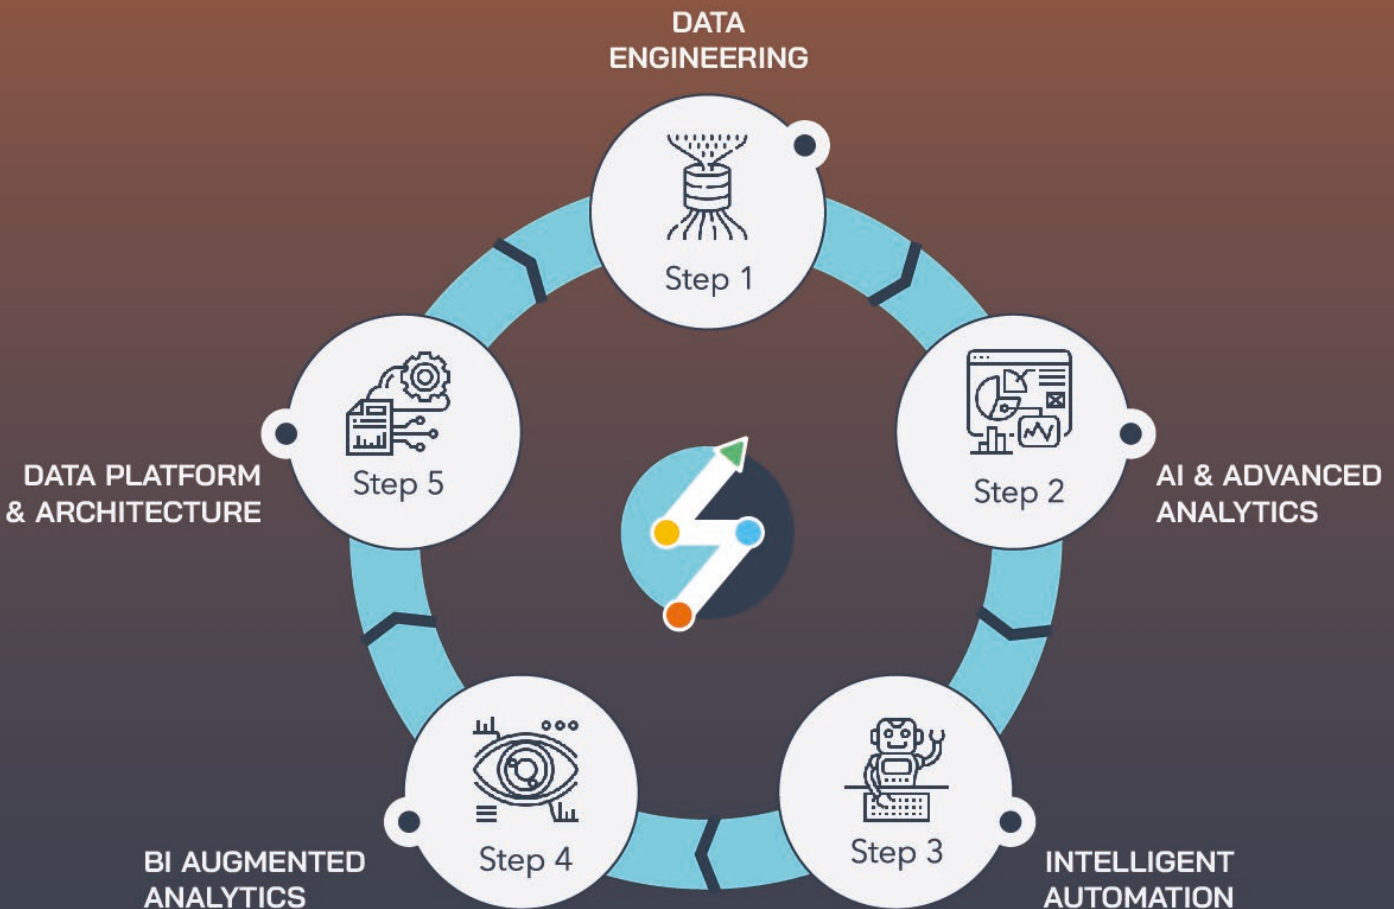 DATA
ENGINEERING
Step 1
Step 2
AI & ADVANCED
ANALYTICS
Step 3
INTELLIGENT
AUTOMATION
Step 4
BI AUGMENTED
ANALYTICS
Step 5
DATA PLATFORM
& ARCHITECTURE